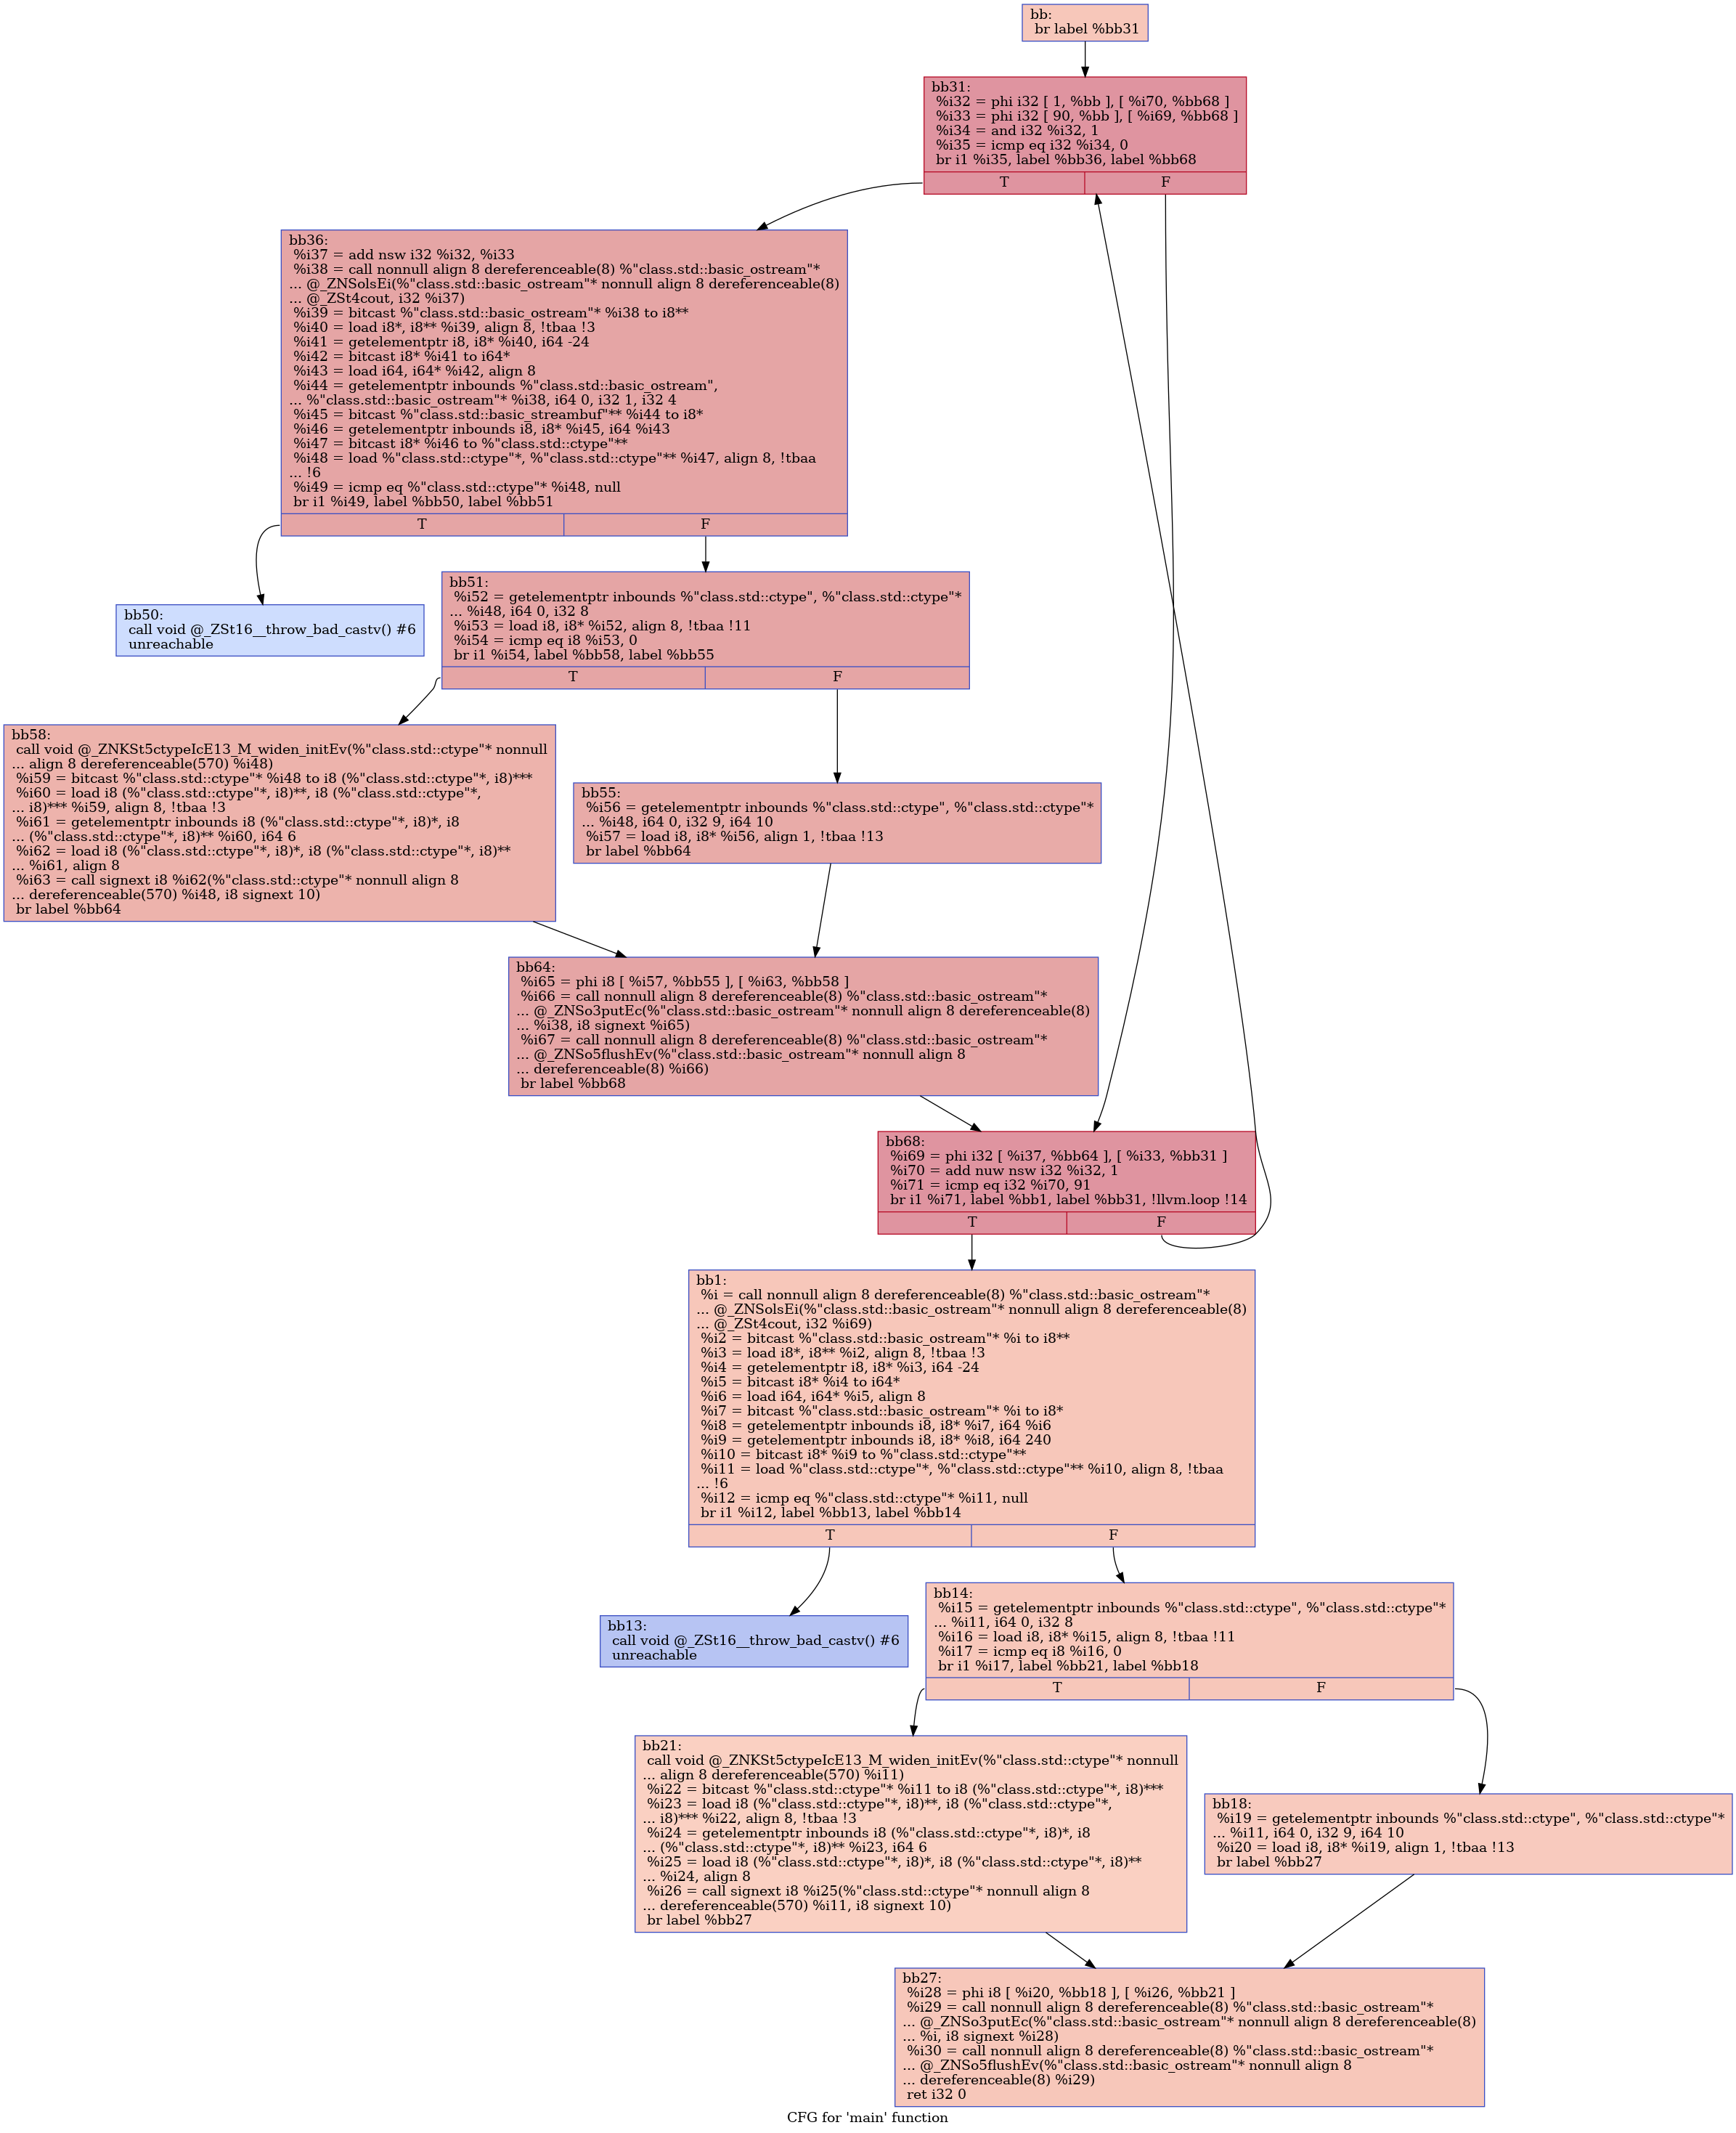 bb:
br label %bb31
bb31:
%i32 = phi i32 [ 1, %bb ], [ %i70, %bb68 ]
%i33 = phi i32 [ 90, %bb ], [ %i69, %bb68 ]
%i34 = and i32 %i32, 1
%i35 = icmp eq i32 %i34, 0
br i1 %i35, label %bb36, label %bb68
T F
bb36:
%i37 = add nsw i32 %i32, %i33
%i38 = call nonnull align 8 dereferenceable(8) %"class.std::basic_ostream"*
... @_ZNSolsEi(%"class.std::basic_ostream"* nonnull align 8 dereferenceable(8)
... @_ZSt4cout, i32 %i37)
%i39 = bitcast %"class.std::basic_ostream"* %i38 to i8**
%i40 = load i8*, i8** %i39, align 8, !tbaa !3
%i41 = getelementptr i8, i8* %i40, i64 -24
%i42 = bitcast i8* %i41 to i64*
%i43 = load i64, i64* %i42, align 8
%i44 = getelementptr inbounds %"class.std::basic_ostream",
... %"class.std::basic_ostream"* %i38, i64 0, i32 1, i32 4
%i45 = bitcast %"class.std::basic_streambuf"** %i44 to i8*
%i46 = getelementptr inbounds i8, i8* %i45, i64 %i43
%i47 = bitcast i8* %i46 to %"class.std::ctype"**
%i48 = load %"class.std::ctype"*, %"class.std::ctype"** %i47, align 8, !tbaa
... !6
%i49 = icmp eq %"class.std::ctype"* %i48, null
br i1 %i49, label %bb50, label %bb51
T F
bb50:
call void @_ZSt16__throw_bad_castv() #6
unreachable
bb51:
%i52 = getelementptr inbounds %"class.std::ctype", %"class.std::ctype"*
... %i48, i64 0, i32 8
%i53 = load i8, i8* %i52, align 8, !tbaa !11
%i54 = icmp eq i8 %i53, 0
br i1 %i54, label %bb58, label %bb55
T F
bb58:
call void @_ZNKSt5ctypeIcE13_M_widen_initEv(%"class.std::ctype"* nonnull
... align 8 dereferenceable(570) %i48)
%i59 = bitcast %"class.std::ctype"* %i48 to i8 (%"class.std::ctype"*, i8)***
%i60 = load i8 (%"class.std::ctype"*, i8)**, i8 (%"class.std::ctype"*,
... i8)*** %i59, align 8, !tbaa !3
%i61 = getelementptr inbounds i8 (%"class.std::ctype"*, i8)*, i8
... (%"class.std::ctype"*, i8)** %i60, i64 6
%i62 = load i8 (%"class.std::ctype"*, i8)*, i8 (%"class.std::ctype"*, i8)**
... %i61, align 8
%i63 = call signext i8 %i62(%"class.std::ctype"* nonnull align 8
... dereferenceable(570) %i48, i8 signext 10)
br label %bb64
bb55:
%i56 = getelementptr inbounds %"class.std::ctype", %"class.std::ctype"*
... %i48, i64 0, i32 9, i64 10
%i57 = load i8, i8* %i56, align 1, !tbaa !13
br label %bb64
bb64:
%i65 = phi i8 [ %i57, %bb55 ], [ %i63, %bb58 ]
%i66 = call nonnull align 8 dereferenceable(8) %"class.std::basic_ostream"*
... @_ZNSo3putEc(%"class.std::basic_ostream"* nonnull align 8 dereferenceable(8)
... %i38, i8 signext %i65)
%i67 = call nonnull align 8 dereferenceable(8) %"class.std::basic_ostream"*
... @_ZNSo5flushEv(%"class.std::basic_ostream"* nonnull align 8
... dereferenceable(8) %i66)
br label %bb68
bb68:
%i69 = phi i32 [ %i37, %bb64 ], [ %i33, %bb31 ]
%i70 = add nuw nsw i32 %i32, 1
%i71 = icmp eq i32 %i70, 91
br i1 %i71, label %bb1, label %bb31, !llvm.loop !14
T F
bb1:
%i = call nonnull align 8 dereferenceable(8) %"class.std::basic_ostream"*
... @_ZNSolsEi(%"class.std::basic_ostream"* nonnull align 8 dereferenceable(8)
... @_ZSt4cout, i32 %i69)
%i2 = bitcast %"class.std::basic_ostream"* %i to i8**
%i3 = load i8*, i8** %i2, align 8, !tbaa !3
%i4 = getelementptr i8, i8* %i3, i64 -24
%i5 = bitcast i8* %i4 to i64*
%i6 = load i64, i64* %i5, align 8
%i7 = bitcast %"class.std::basic_ostream"* %i to i8*
%i8 = getelementptr inbounds i8, i8* %i7, i64 %i6
%i9 = getelementptr inbounds i8, i8* %i8, i64 240
%i10 = bitcast i8* %i9 to %"class.std::ctype"**
%i11 = load %"class.std::ctype"*, %"class.std::ctype"** %i10, align 8, !tbaa
... !6
%i12 = icmp eq %"class.std::ctype"* %i11, null
br i1 %i12, label %bb13, label %bb14
T F
bb13:
call void @_ZSt16__throw_bad_castv() #6
unreachable
bb14:
%i15 = getelementptr inbounds %"class.std::ctype", %"class.std::ctype"*
... %i11, i64 0, i32 8
%i16 = load i8, i8* %i15, align 8, !tbaa !11
%i17 = icmp eq i8 %i16, 0
br i1 %i17, label %bb21, label %bb18
T F
bb21:
call void @_ZNKSt5ctypeIcE13_M_widen_initEv(%"class.std::ctype"* nonnull
... align 8 dereferenceable(570) %i11)
%i22 = bitcast %"class.std::ctype"* %i11 to i8 (%"class.std::ctype"*, i8)***
%i23 = load i8 (%"class.std::ctype"*, i8)**, i8 (%"class.std::ctype"*,
... i8)*** %i22, align 8, !tbaa !3
%i24 = getelementptr inbounds i8 (%"class.std::ctype"*, i8)*, i8
... (%"class.std::ctype"*, i8)** %i23, i64 6
%i25 = load i8 (%"class.std::ctype"*, i8)*, i8 (%"class.std::ctype"*, i8)**
... %i24, align 8
%i26 = call signext i8 %i25(%"class.std::ctype"* nonnull align 8
... dereferenceable(570) %i11, i8 signext 10)
br label %bb27
bb18:
%i19 = getelementptr inbounds %"class.std::ctype", %"class.std::ctype"*
... %i11, i64 0, i32 9, i64 10
%i20 = load i8, i8* %i19, align 1, !tbaa !13
br label %bb27
bb27:
%i28 = phi i8 [ %i20, %bb18 ], [ %i26, %bb21 ]
%i29 = call nonnull align 8 dereferenceable(8) %"class.std::basic_ostream"*
... @_ZNSo3putEc(%"class.std::basic_ostream"* nonnull align 8 dereferenceable(8)
... %i, i8 signext %i28)
%i30 = call nonnull align 8 dereferenceable(8) %"class.std::basic_ostream"*
... @_ZNSo5flushEv(%"class.std::basic_ostream"* nonnull align 8
... dereferenceable(8) %i29)
ret i32 0
CFG for 'main' function